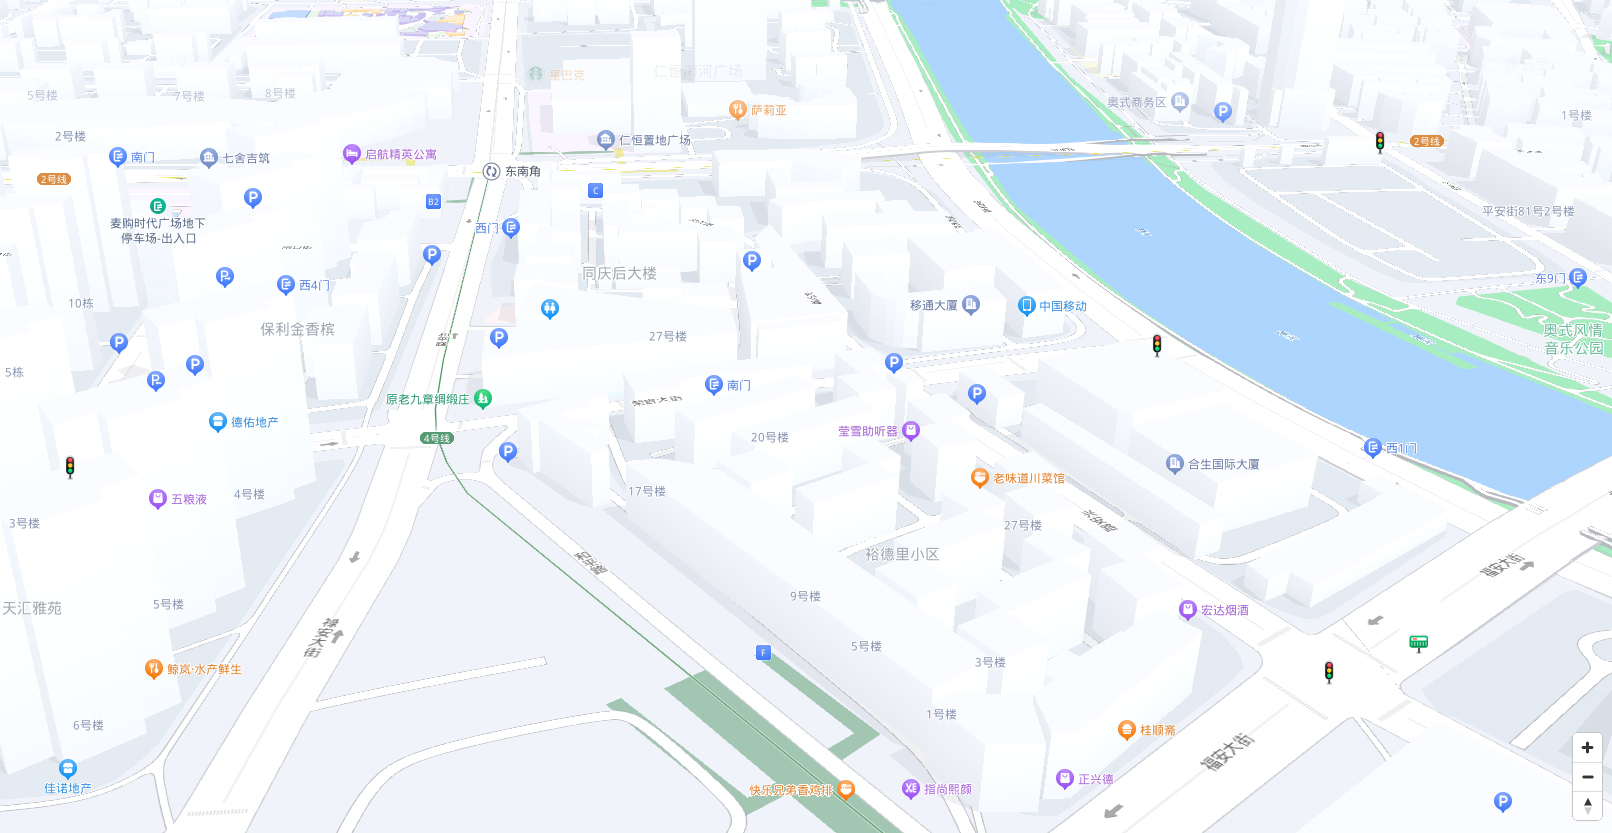 星巴克
仁恒海河广场
5号楼
7号楼
8号楼
萨莉亚
奥式商务区
1号楼
2号楼
南门
七舍吉筑
启航精英公寓
仁恒置地广场
2号线
2号线
东南角
C
B2
平安街81号2号楼
麦购时代广场地下
停车场-出入口
西门
同庆后大楼
西4门
东9门
10栋
移通大厦
中国移动
保利金香槟
27号楼
奥式风情
音乐公园
5栋
南门
原老九章绸缎庄
荣官大街
德佑地产
4号线
20号楼
莹雪助听器
西1门
合生国际大厦
老味道川菜馆
五粮液
4号楼
17号楼
3号楼
27号楼
裕德里小区
福安大街
9号楼
天汇雅苑
5号楼
宏达烟酒
禄安大街
5号楼
F
3号楼
鲸岚·水产鲜生
6号楼
1号楼
桂顺斋
福安大街
正兴德
佳诺地产
快乐兄弟香鸡排
指尚熙颜